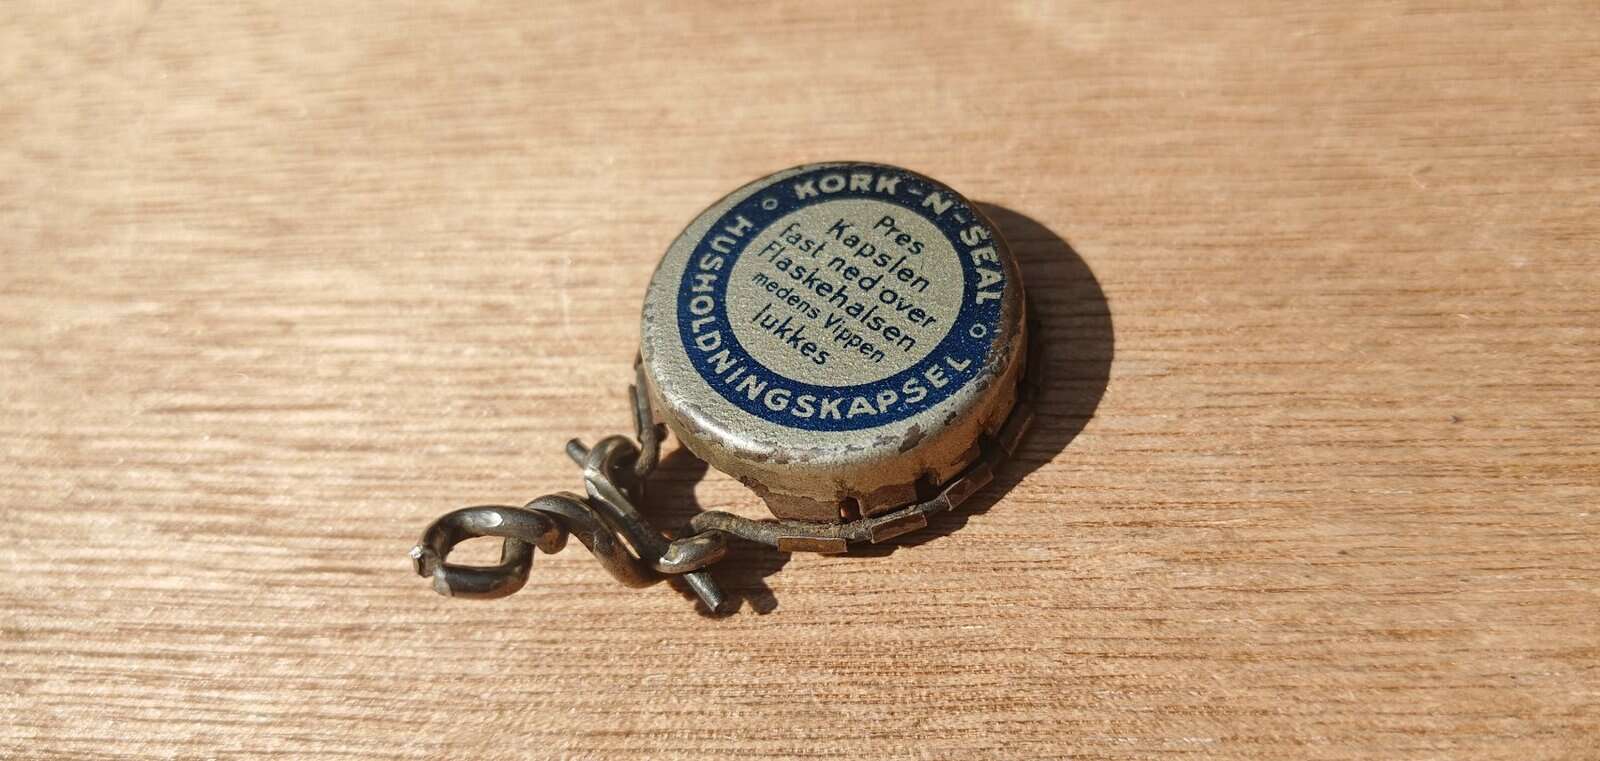 KORK-N-SEAL
HUSHOLDNINGSKAPSEL
Pres
Kapslen
fast ned over
Flaskehalsen
medens Vippen
lukkes